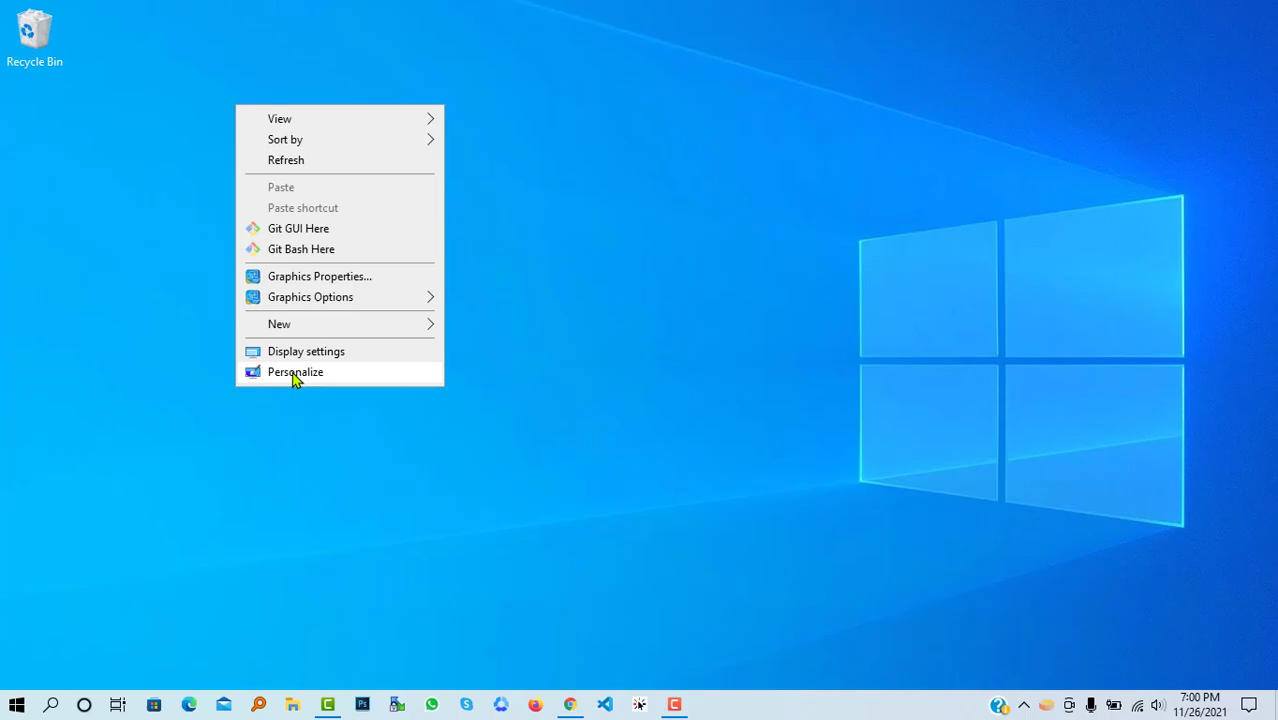 Recycle Bin
View
Sort by
Refresh
Paste
Paste shortcut
Git GUI Here
Git Bash Here
Graphics Properties...
Graphics Options
New
Display settings
Personalize
Ps
7:00 PM
11/26/2021